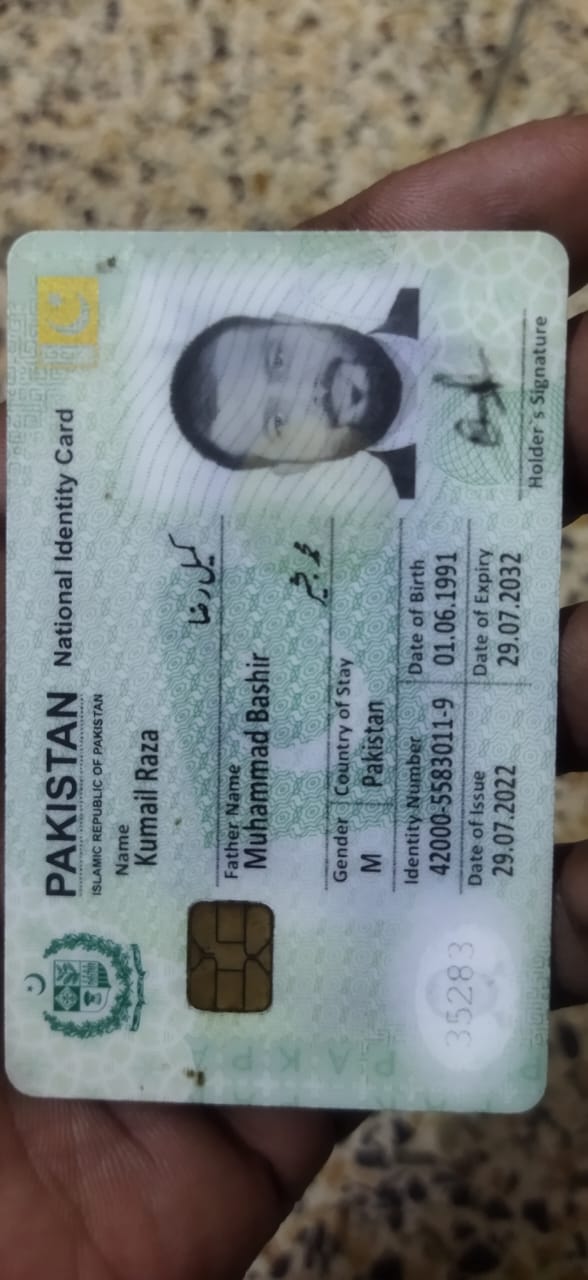 PAKISTAN National Identity Card
ISLAMIC REPUBLIC OF PAKISTAN
Name
Kumail Raza
کمیل رضا
Father Name
Muhammad Bashir
محمد بشیر
Gender Country of Stay
M Pakistan
Identity Number Date of Birth
42000-5583011-9 01.06.1991
Date of Issue Date of Expiry
29.07.2022 29.07.2032
35283
Holder's Signature